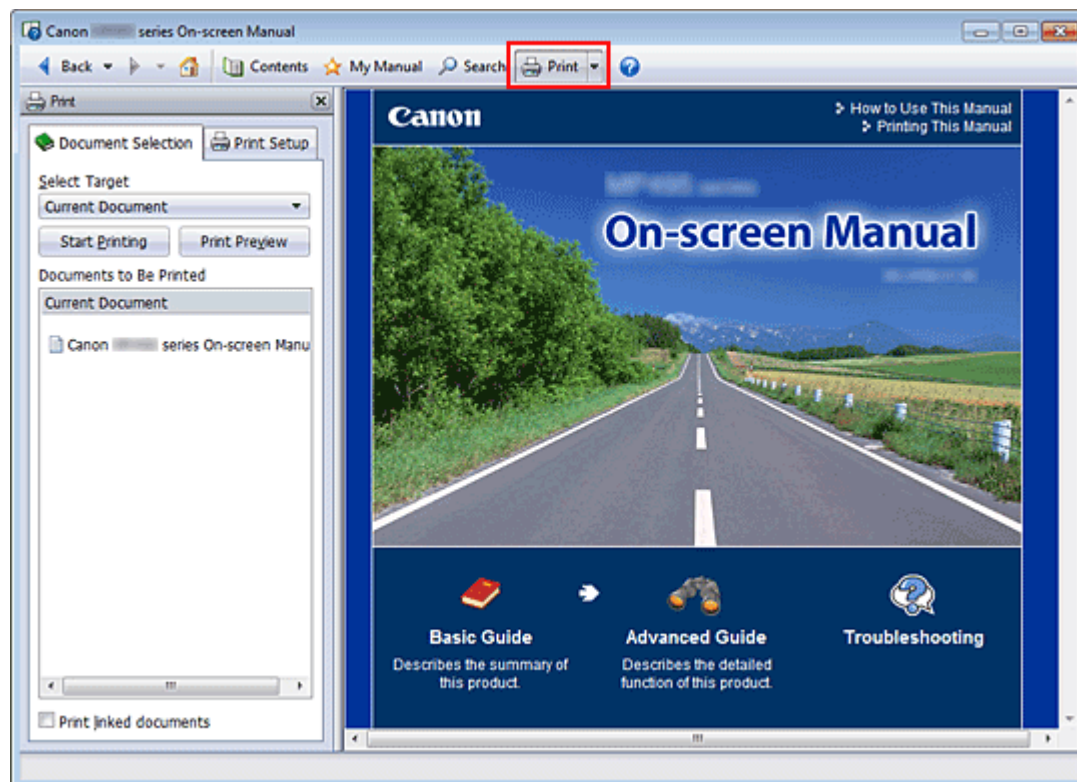 Canon series On-screen Manual
Back Contents My Manual Search Print
Print
Document Selection Print Setup
Select Target
Current Document
Start Printing Print Preview
Documents to Be Printed
Current Document
Canon series On-screen Manu
Print linked documents
Canon
How to Use This Manual
Printing This Manual
series
On-screen Manual
Basic Guide
Describes the summary of
this product.
Advanced Guide
Describes the detailed
function of this product.
Troubleshooting